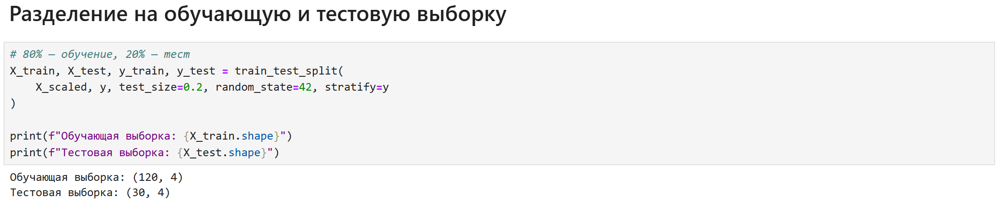 Разделение на обучающую и тестовую выборку
# 80% — обучение, 20% — тест
X_train, X_test, y_train, y_test = train_test_split(
    X_scaled, y, test_size=0.2, random_state=42, stratify=y
)
print(f"Обучающая выборка: {X_train.shape}")
print(f"Тестовая выборка: {X_test.shape}")
Обучающая выборка: (120, 4)
Тестовая выборка: (30, 4)